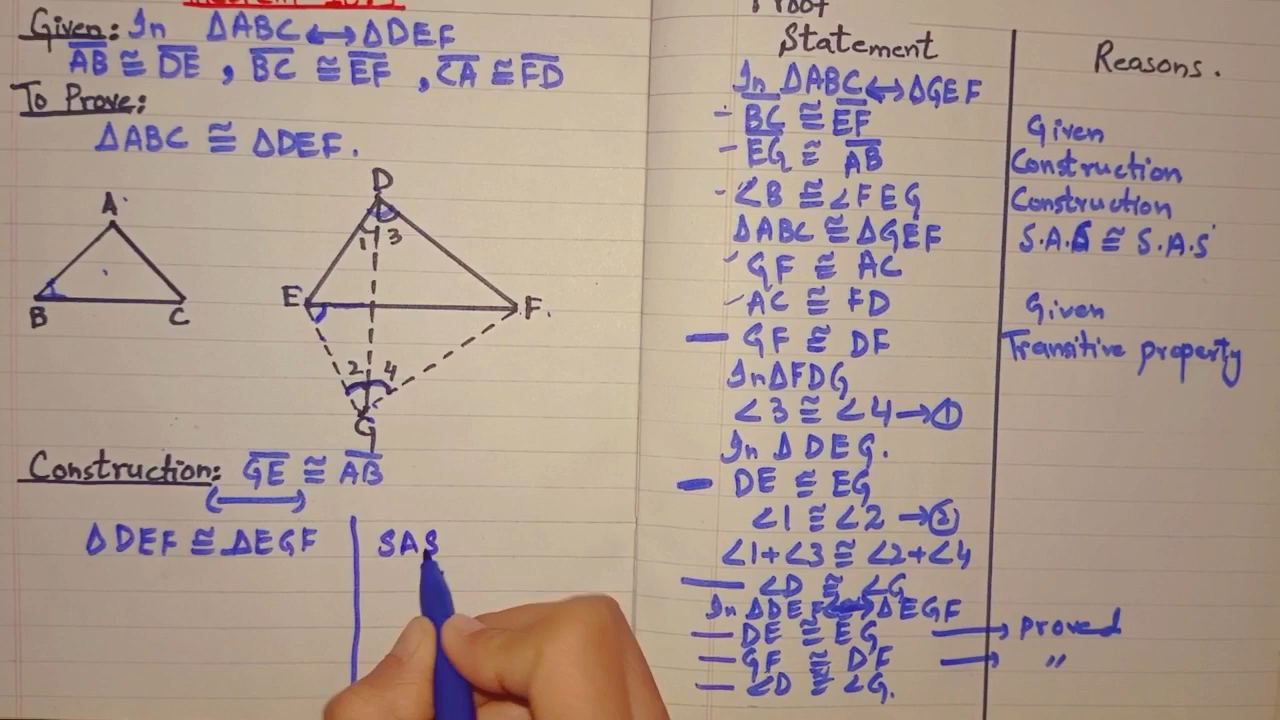 Given: In ΔABC ↔ ΔDEF
AB ≅ DE , BC ≅ EF , CA ≅ FD
To Prove:
ΔABC ≅ ΔDEF.
A
B
C
D
1
3
E
F.
2
4
G
Construction: GE ≅ AB
ΔDEF ≅ ΔEGF
SAS
Proof
Statement
Reasons.
In ΔABC ↔ ΔGEF
- BC ≅ EF
Given
- EG ≅ AB
Construction
- ∠B ≅ ∠FEG
Construction
ΔABC ≅ ΔGEF
S.A.S ≅ S.A.S
GF ≅ AC
AC ≅ FD
Given
- GF ≅ DF
Transitive property
In ΔFDG
∠3 ≅ ∠4 → ①
In ΔDEG.
- DE ≅ EG
∠1 ≅ ∠2 → ②
∠1+∠3 ≅ ∠2+∠4
- ∠D ≅ ∠G
In ΔDEF ↔ ΔEGF
- DE ≅ EG → proved
- GF ≅ DF → "
- ∠D ≅ ∠G.